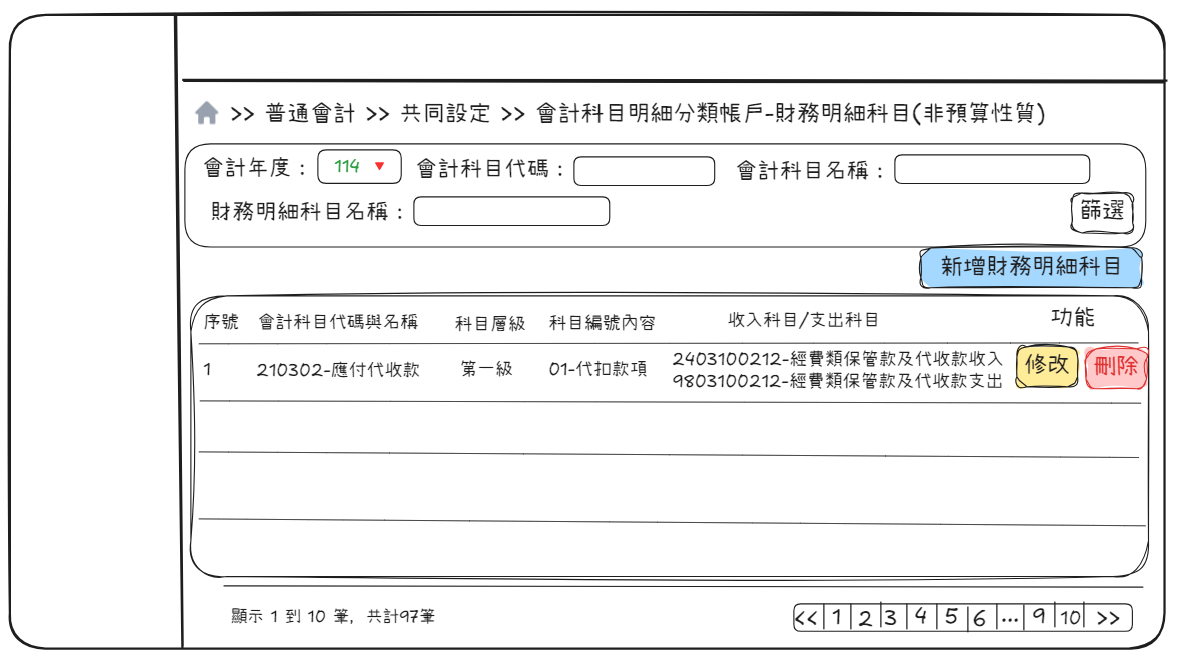 >> 普通會計 >> 共同設定 >> 會計科目明細分類帳戶-財務明細科目(非預算性質)
會計年度： 114 ▼ 會計科目代碼： 會計科目名稱：
財務明細科目名稱： 篩選
新增財務明細科目
序號 會計科目代碼與名稱 科目層級 科目編號內容 收入科目/支出科目 功能
1 210302-應付代收款 第一級 01-代扣款項 2403100212-經費類保管款及代收款收入 修改 刪除
9803100212-經費類保管款及代收款支出
顯示 1 到 10 筆, 共計97筆 << 1 2 3 4 5 6 ... 9 10 >>